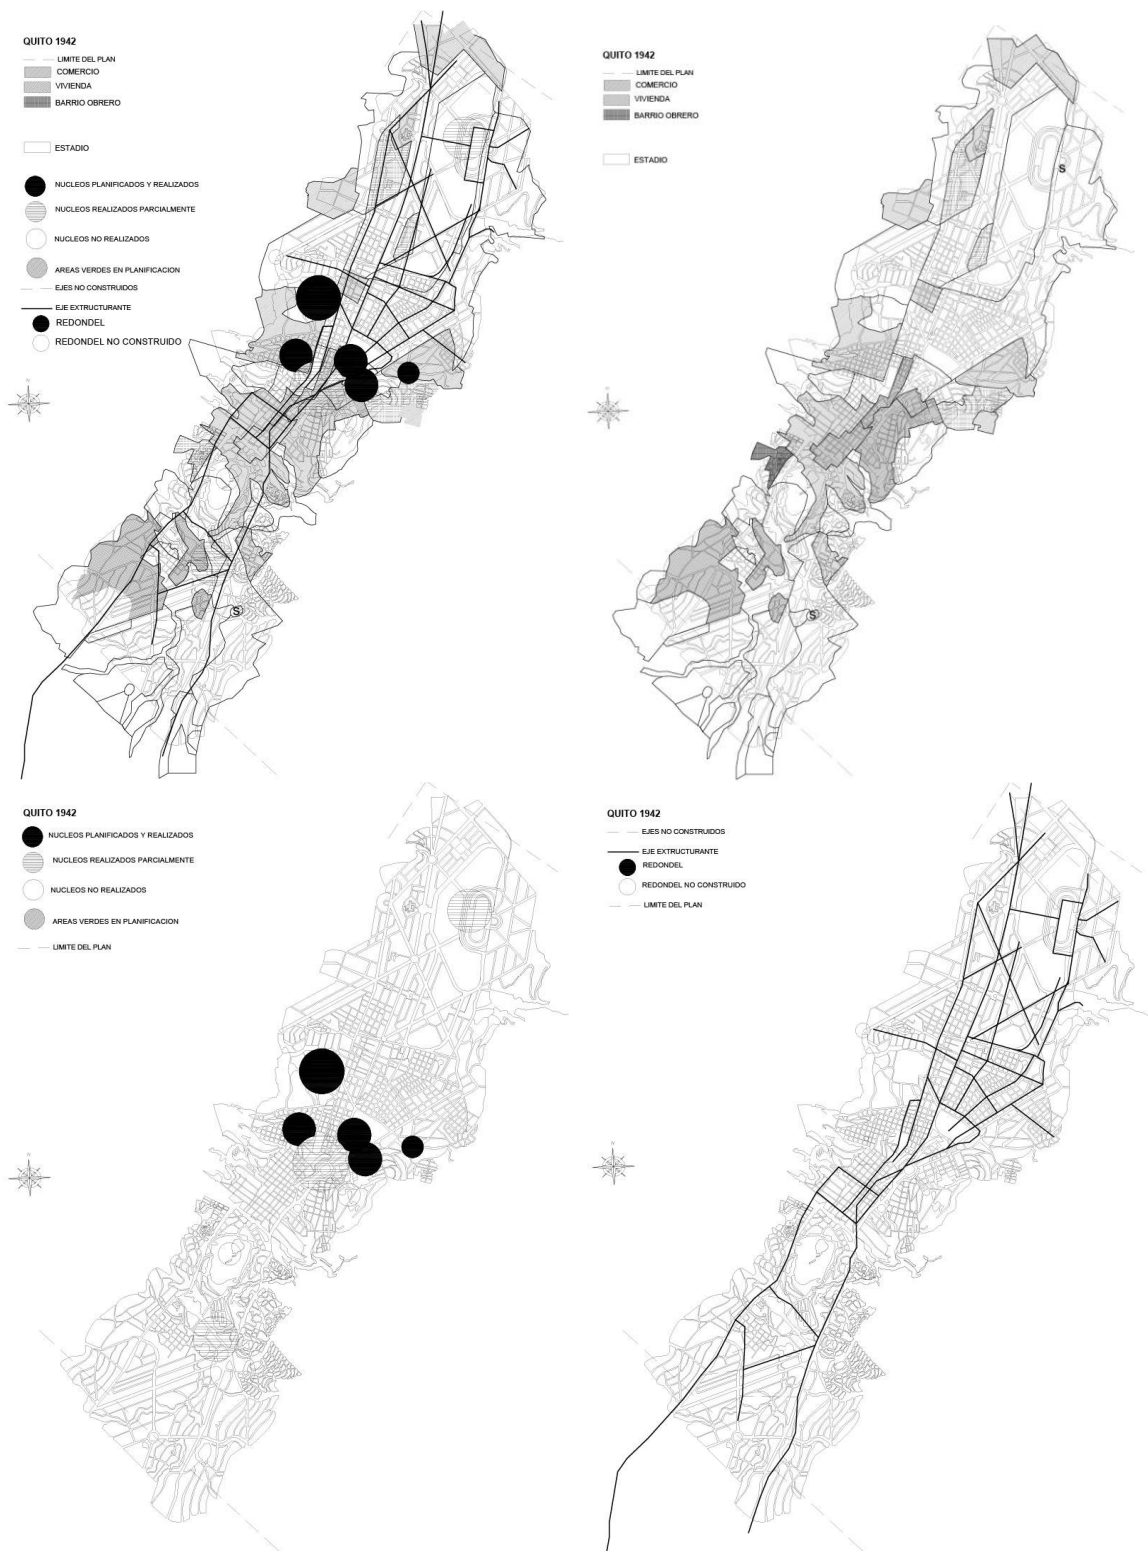 QUITO 1942
LIMITE DEL PLAN
COMERCIO
VIVIENDA
BARRIO OBRERO
ESTADIO
NUCLEOS PLANIFICADOS Y REALIZADOS
NUCLEOS REALIZADOS PARCIALMENTE
NUCLEOS NO REALIZADOS
AREAS VERDES EN PLANIFICACION
EJES NO CONSTRUIDOS
EJE EXTRUCTURANTE
REDONDEL
REDONDEL NO CONSTRUIDO
N
S
QUITO 1942
LIMITE DEL PLAN
COMERCIO
VIVIENDA
BARRIO OBRERO
ESTADIO
S
N
S
QUITO 1942
NUCLEOS PLANIFICADOS Y REALIZADOS
NUCLEOS REALIZADOS PARCIALMENTE
NUCLEOS NO REALIZADOS
AREAS VERDES EN PLANIFICACION
LIMITE DEL PLAN
N
QUITO 1942
EJES NO CONSTRUIDOS
EJE EXTRUCTURANTE
REDONDEL
REDONDEL NO CONSTRUIDO
LIMITE DEL PLAN
N